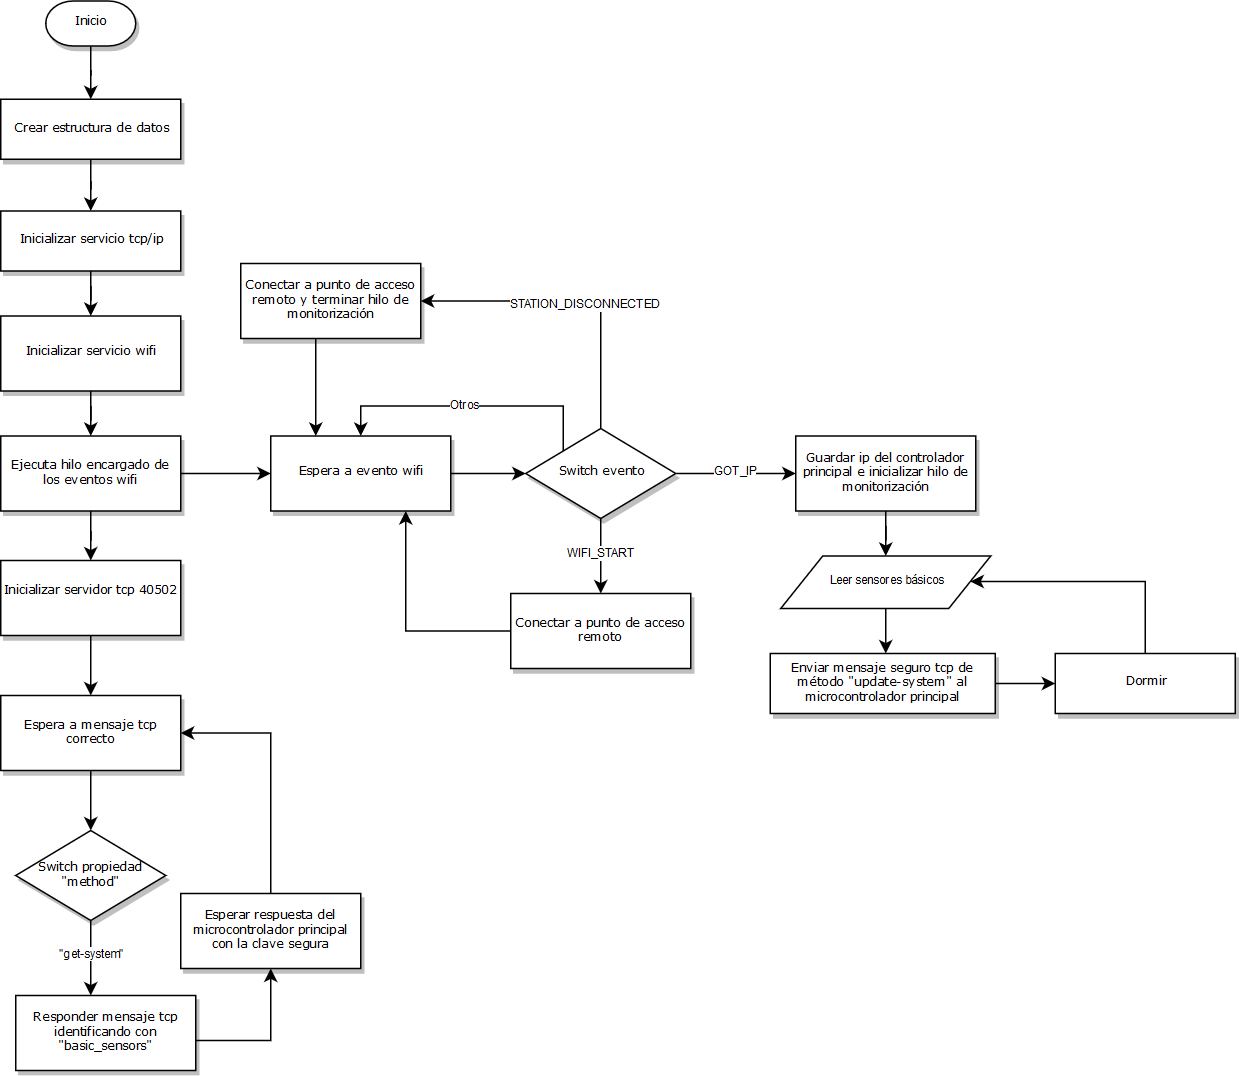 Inicio
Crear estructura de datos
Inicializar servicio tcp/ip
Inicializar servicio wifi
Ejecuta hilo encargado de
los eventos wifi
Inicializar servidor tcp 40502
Espera a mensaje tcp
correcto
Switch propiedad
"method"
"get-system"
Responder mensaje tcp
identificando con
"basic_sensors"
Esperar respuesta del
microcontrolador principal
con la clave segura
Conectar a punto de acceso
remoto y terminar hilo de
monitorización
STATION_DISCONNECTED
Otros
Espera a evento wifi
Switch evento
GOT_IP
WIFI_START
Conectar a punto de acceso
remoto
Guardar ip del controlador
principal e inicializar hilo de
monitorización
Leer sensores básicos
Enviar mensaje seguro tcp de
método "update-system" al
microcontrolador principal
Dormir